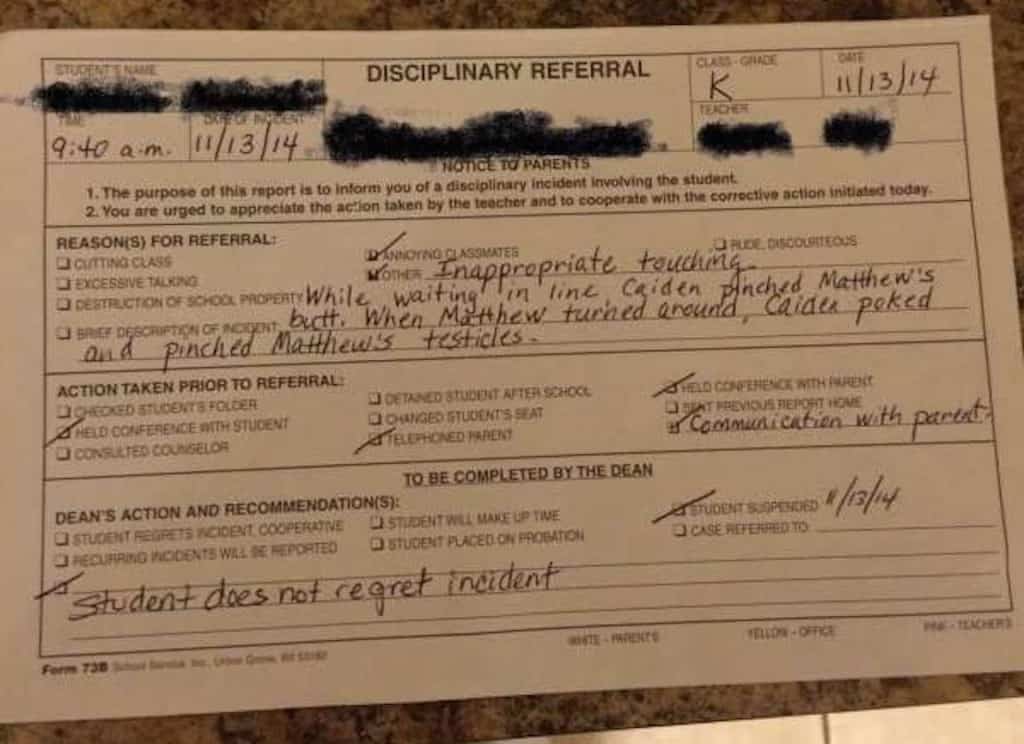 STUDENT'S NAME
DISCIPLINARY REFERRAL
CLASS - GRADE
K
DATE
11/13/14
TIME
9:40 a.m.
DATE OF INCIDENT
11/13/14
TEACHER
NOTICE TO PARENTS
1. The purpose of this report is to inform you of a disciplinary incident involving the student.
2. You are urged to appreciate the action taken by the teacher and to cooperate with the corrective action initiated today.
REASON(S) FOR REFERRAL:
CUTTING CLASS
EXCESSIVE TALKING
DESTRUCTION OF SCHOOL PROPERTY
BRIEF DESCRIPTION OF INCIDENT:
ANNOYING CLASSMATES
RUDE, DISCOURTEOUS
OTHER Inappropriate touching.
While waiting in line, Caiden pinched Matthew's
butt. When Matthew turned around, Caiden poked
and pinched Matthew's testicles.
ACTION TAKEN PRIOR TO REFERRAL:
CHECKED STUDENT'S FOLDER
HELD CONFERENCE WITH STUDENT
CONSULTED COUNSELOR
DETAINED STUDENT AFTER SCHOOL
CHANGED STUDENT'S SEAT
TELEPHONED PARENT
HELD CONFERENCE WITH PARENT
SENT PREVIOUS REPORT HOME
Communication with parent.
TO BE COMPLETED BY THE DEAN
DEAN'S ACTION AND RECOMMENDATION(S):
STUDENT REGRETS INCIDENT, COOPERATIVE
RECURRING INCIDENTS WILL BE REPORTED
STUDENT WILL MAKE UP TIME
STUDENT PLACED ON PROBATION
STUDENT SUSPENDED 11/13/14
CASE REFERRED TO
Student does not regret incident
WHITE - PARENT'S
YELLOW - OFFICE
PINK - TEACHER'S
Form 73B School Service, Inc., Union Grove, WI 53182